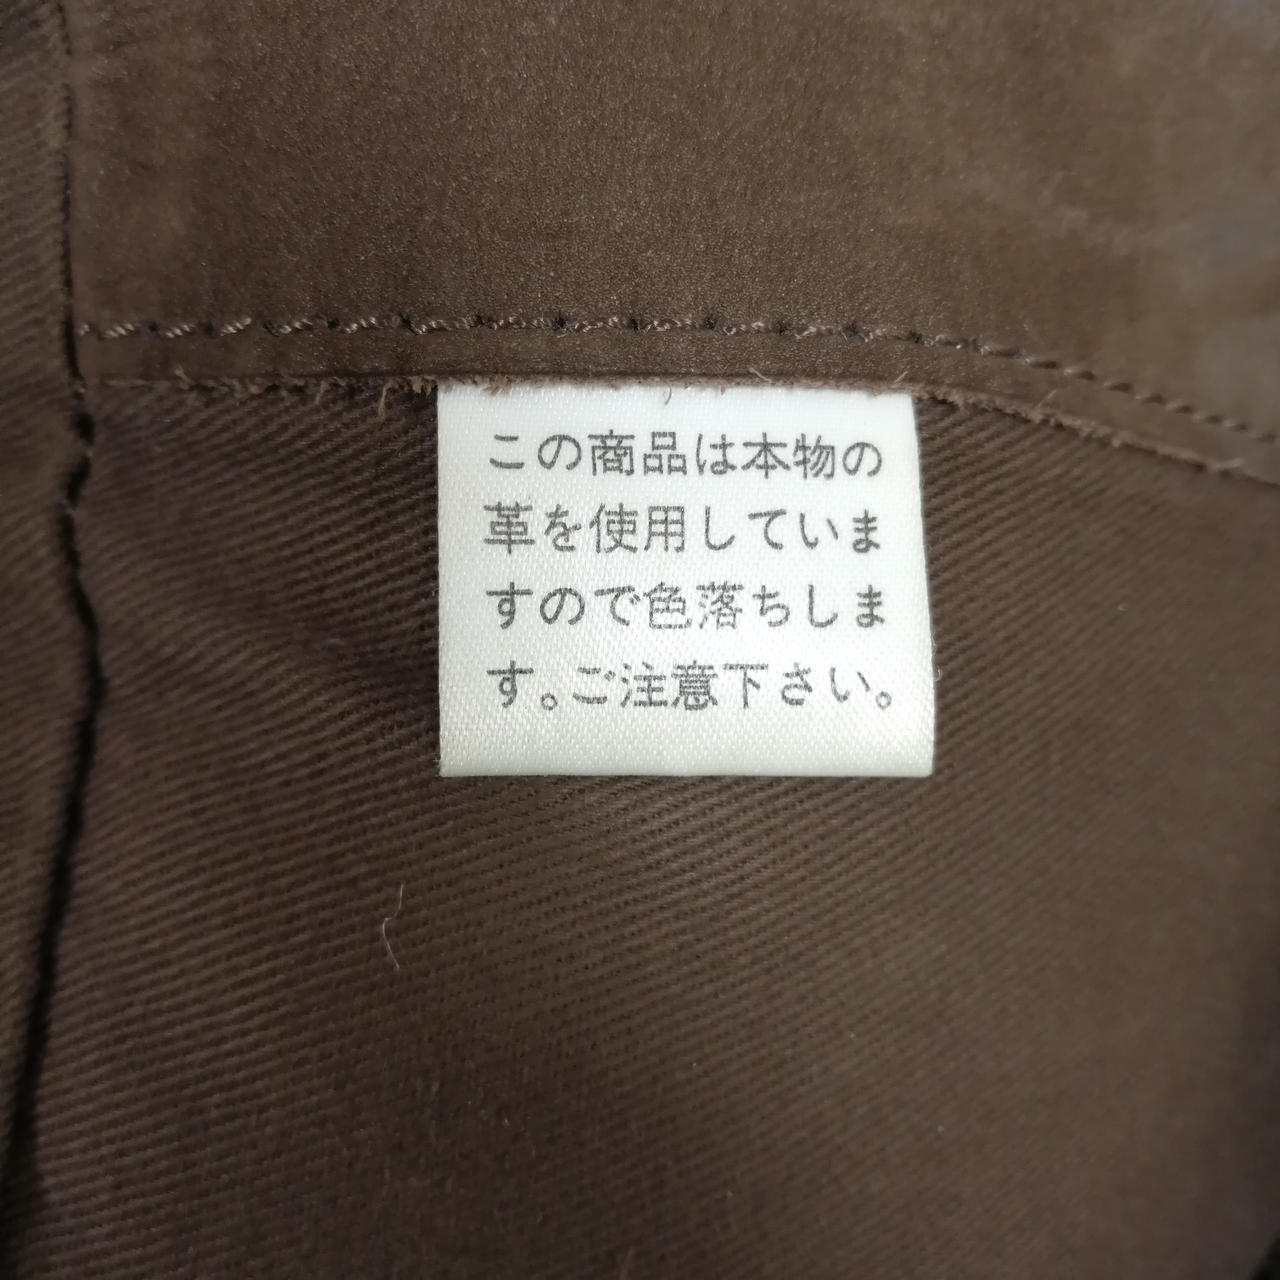 この商品は本物の
革を使用していま
すので色落ちしま
す。ご注意下さい。